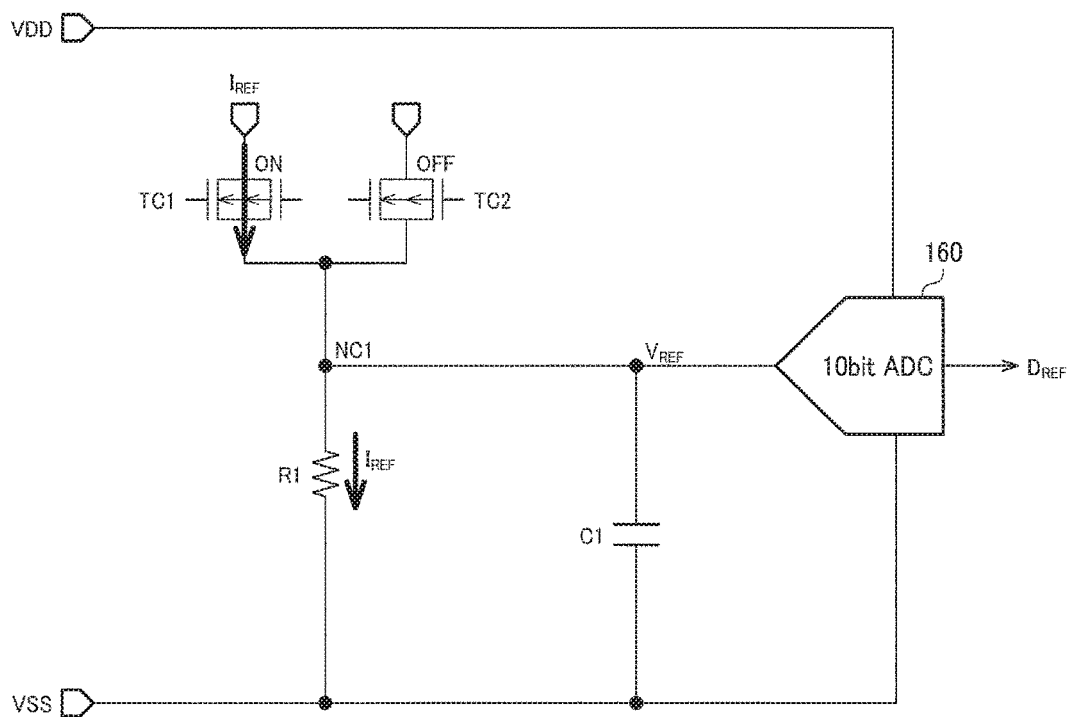 VDD
IREF
ON
OFF
TC1
TC2
160
NC1
VREF
10bit ADC
DREF
R1
IREF
C1
VSS